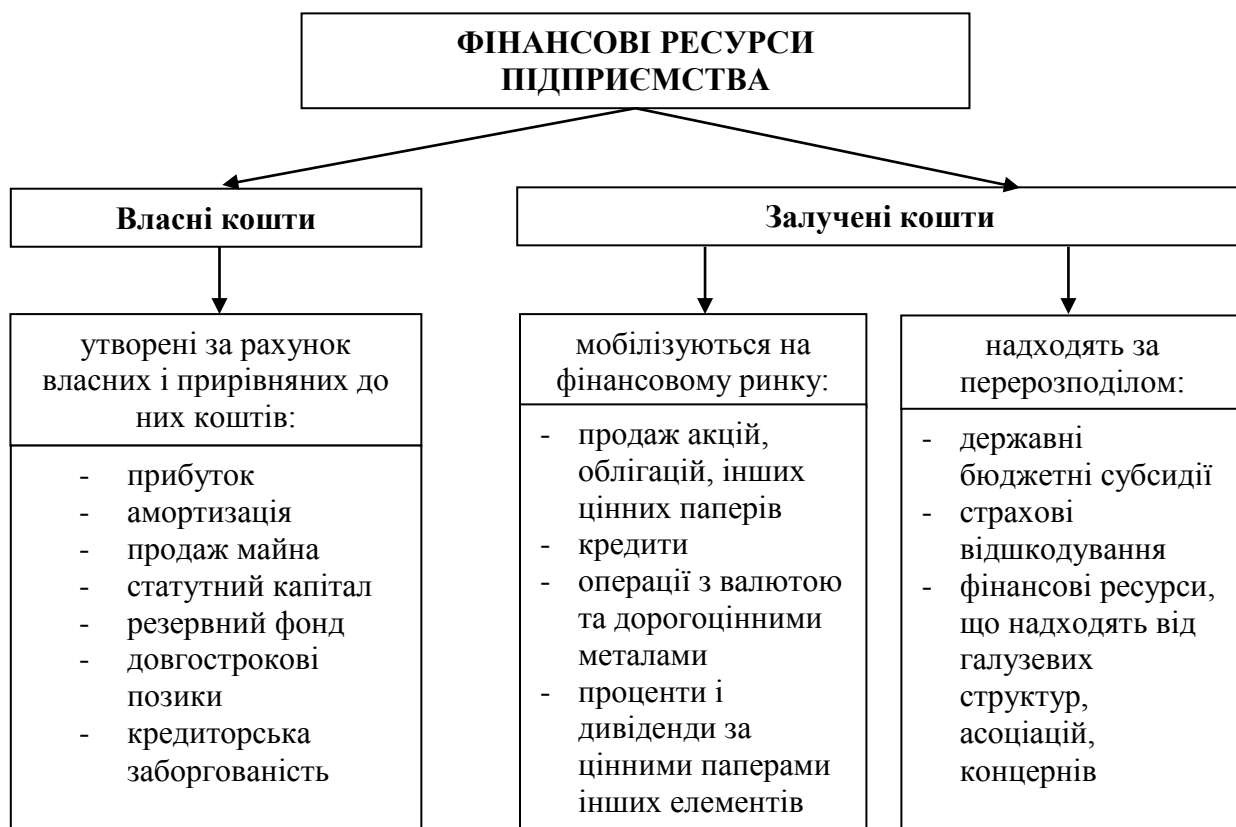 ФІНАНСОВІ РЕСУРСИ
ПІДПРИЄМСТВА
Власні кошти
Залучені кошти
утворені за рахунок
власних і прирівняних до
них коштів:
- прибуток
- амортизація
- продаж майна
- статутний капітал
- резервний фонд
- довгострокові
позики
- кредиторська
заборгованість
мобілізуються на
фінансовому ринку:
- продаж акцій,
облігацій, інших
цінних паперів
- кредити
- операції з валютою
та дорогоцінними
металами
- проценти і
дивіденди за
цінними паперами
інших елементів
надходять за
перерозподілом:
- державні
бюджетні субсидії
- страхові
відшкодування
- фінансові ресурси,
що надходять від
галузевих
структур,
асоціацій,
концернів